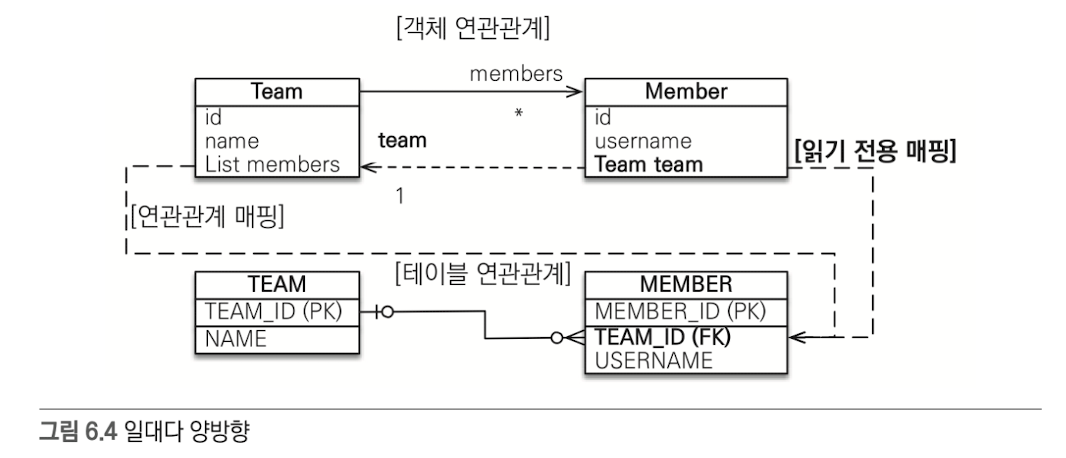 [객체 연관관계]
members
Team
id
name
List members
*
team
1
Member
id
username
Team team
[읽기 전용 매핑]
[연관관계 매핑]
[테이블 연관관계]
TEAM
TEAM_ID (PK)
NAME
MEMBER
MEMBER_ID (PK)
TEAM_ID (FK)
USERNAME
그림 6.4 일대다 양방향